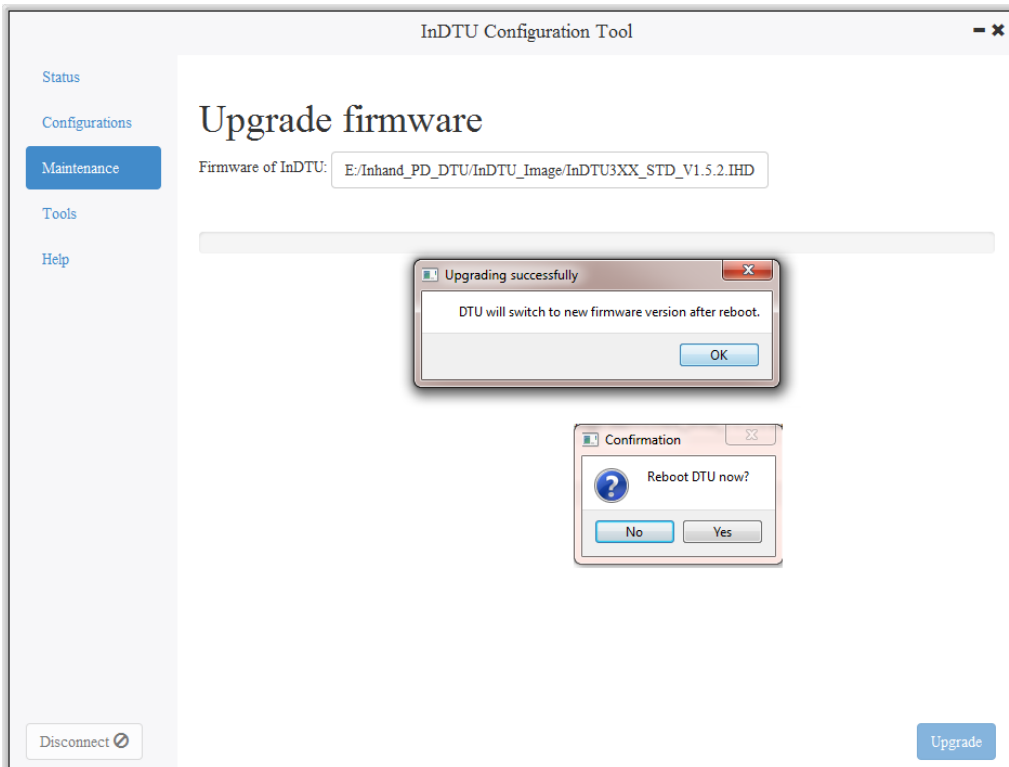 InDTU Configuration Tool
Status
Configurations
Maintenance
Tools
Help
Upgrade firmware
Firmware of InDTU: E:/Inhand_PD_DTU/InDTU_Image/InDTU3XX_STD_V1.5.2.IHD
Upgrading successfully
DTU will switch to new firmware version after reboot.
OK
Confirmation
Reboot DTU now?
No Yes
Disconnect
Upgrade